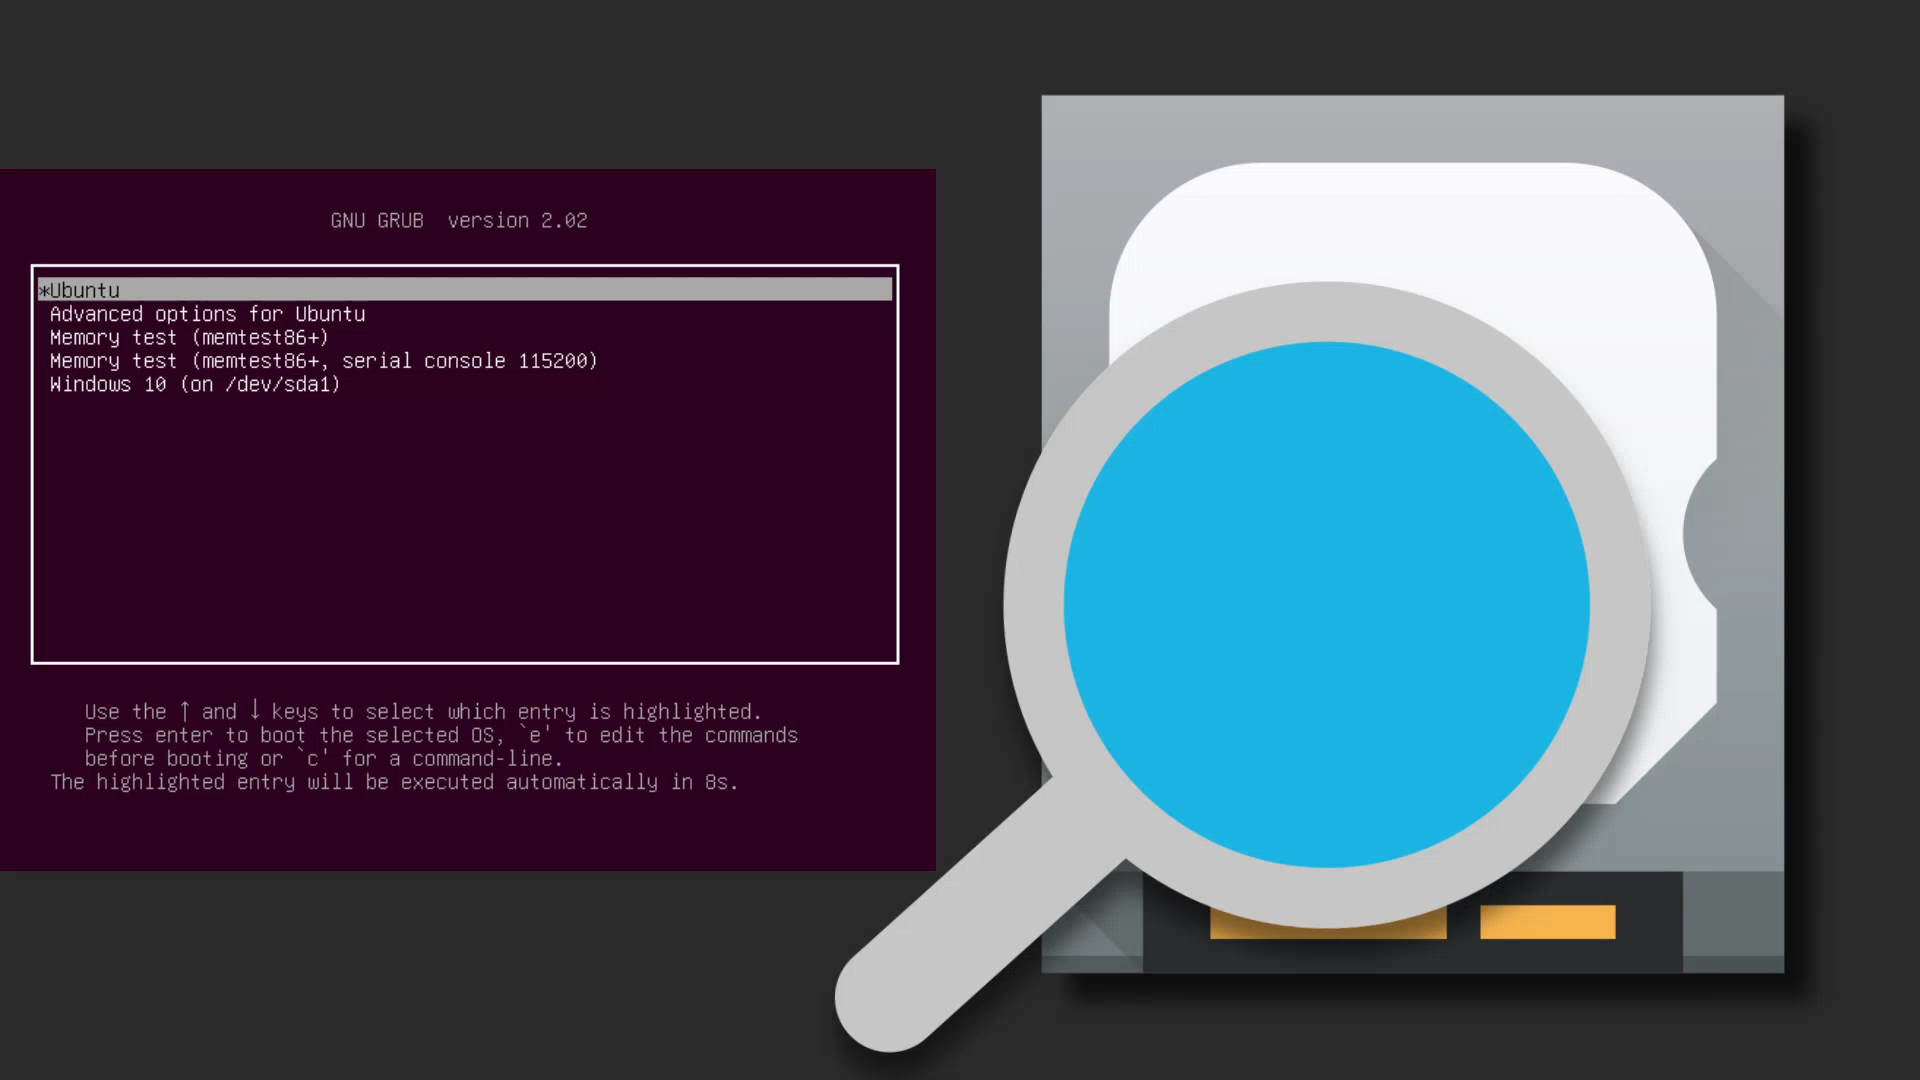 GNU GRUB  version 2.02
*Ubuntu
Advanced options for Ubuntu
Memory test (memtest86+)
Memory test (memtest86+, serial console 115200)
Windows 10 (on /dev/sda1)
Use the ↑ and ↓ keys to select which entry is highlighted.
Press enter to boot the selected OS, `e' to edit the commands
before booting or `c' for a command-line.
The highlighted entry will be executed automatically in 8s.